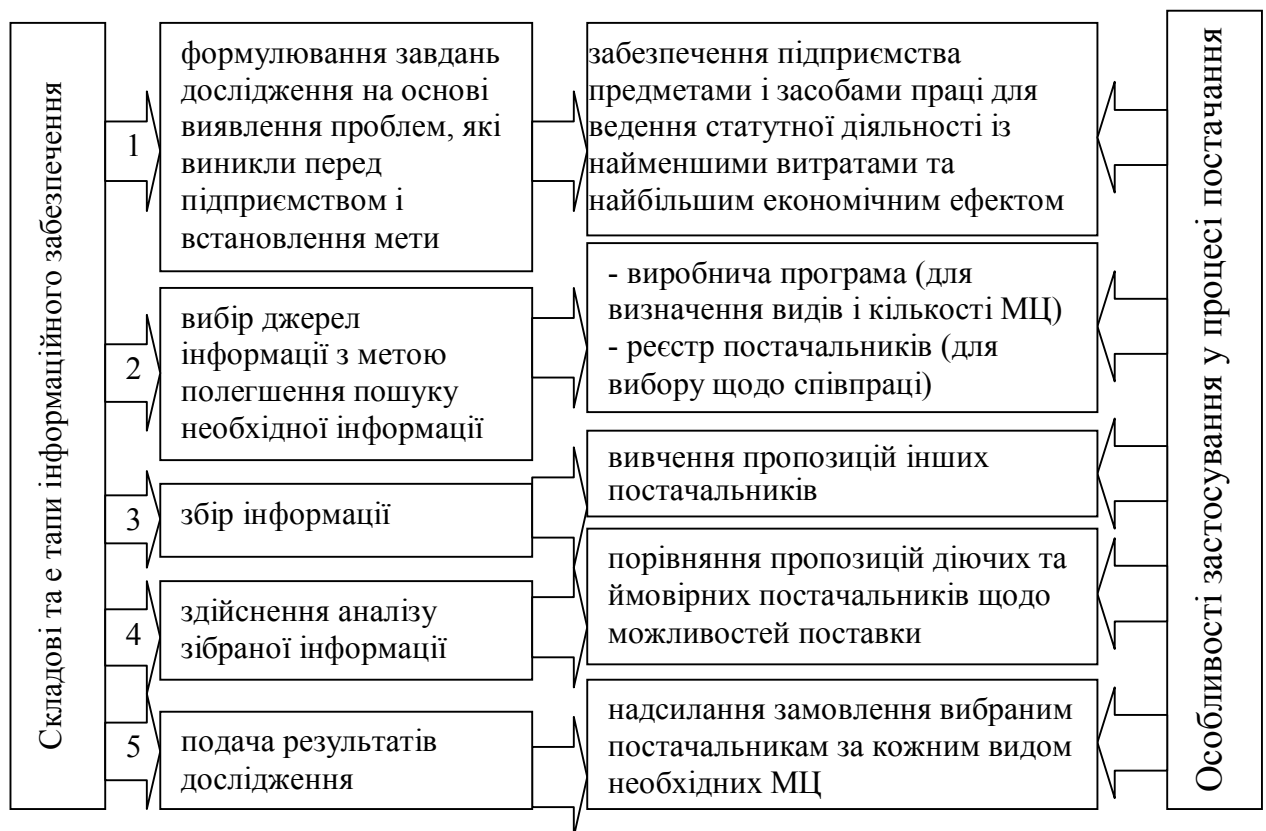 Складові та е тапи інформаційного забезпечення
1
формулювання завдань
дослідження на основі
виявлення проблем, які
виникли перед
підприємством і
встановлення мети
забезпечення підприємства
предметами і засобами праці для
ведення статутної діяльності із
найменшими витратами та
найбільшим економічним ефектом
2
вибір джерел
інформації з метою
полегшення пошуку
необхідної інформації
- виробнича програма (для
визначення видів і кількості МЦ)
- реєстр постачальників (для
вибору щодо співпраці)
3
збір інформації
вивчення пропозицій інших
постачальників
4
здійснення аналізу
зібраної інформації
порівняння пропозицій діючих та
ймовірних постачальників щодо
можливостей поставки
5
подача результатів
дослідження
надсилання замовлення вибраним
постачальникам за кожним видом
необхідних МЦ
Особливості застосування у процесі постачання